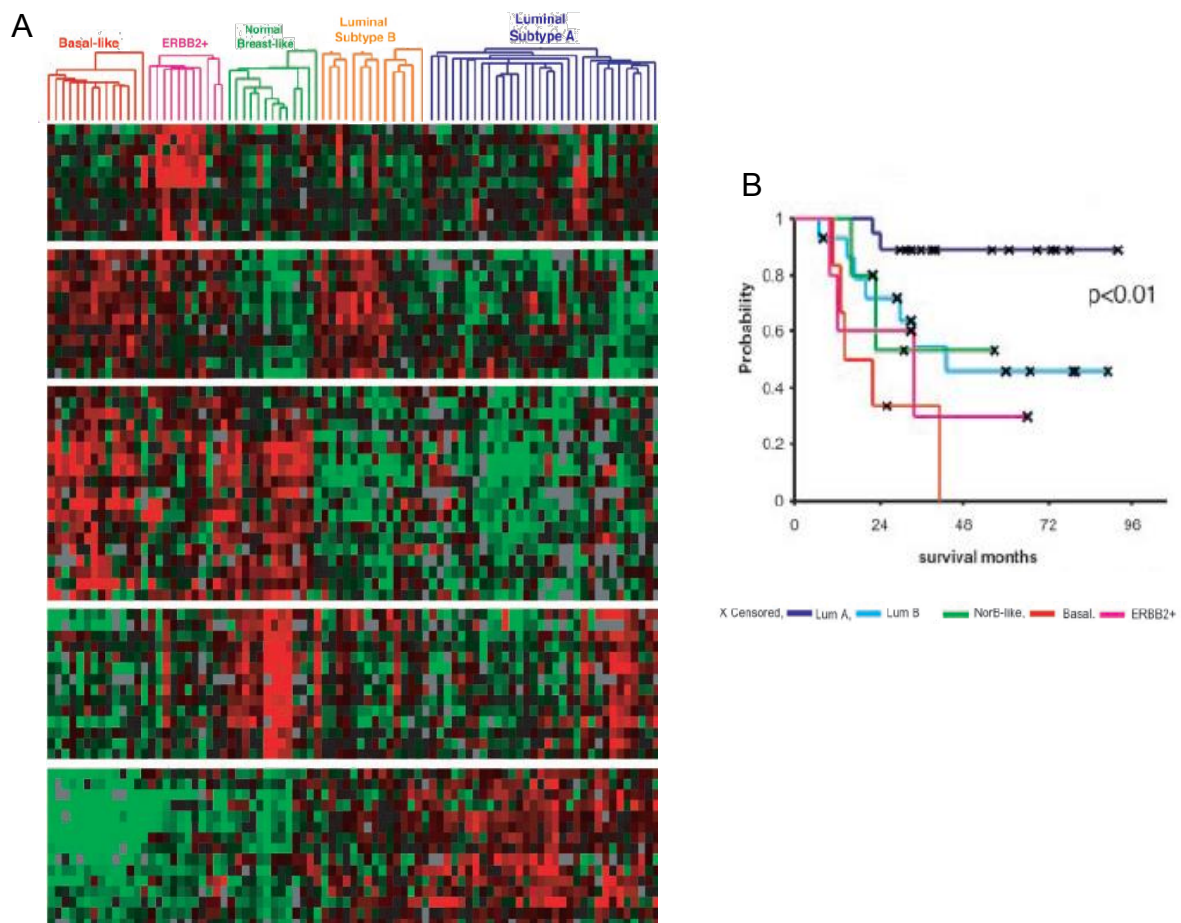 A
Basal-like
ERBB2+
Normal
Breast-like
Luminal
Subtype B
Luminal
Subtype A
B
1
0.8
0.6
0.4
0.2
0
Probability
p<0.01
0 24 48 72 96
survival months
X Censored, Lum A, Lum B NorB-like, Basal. ERBB2+